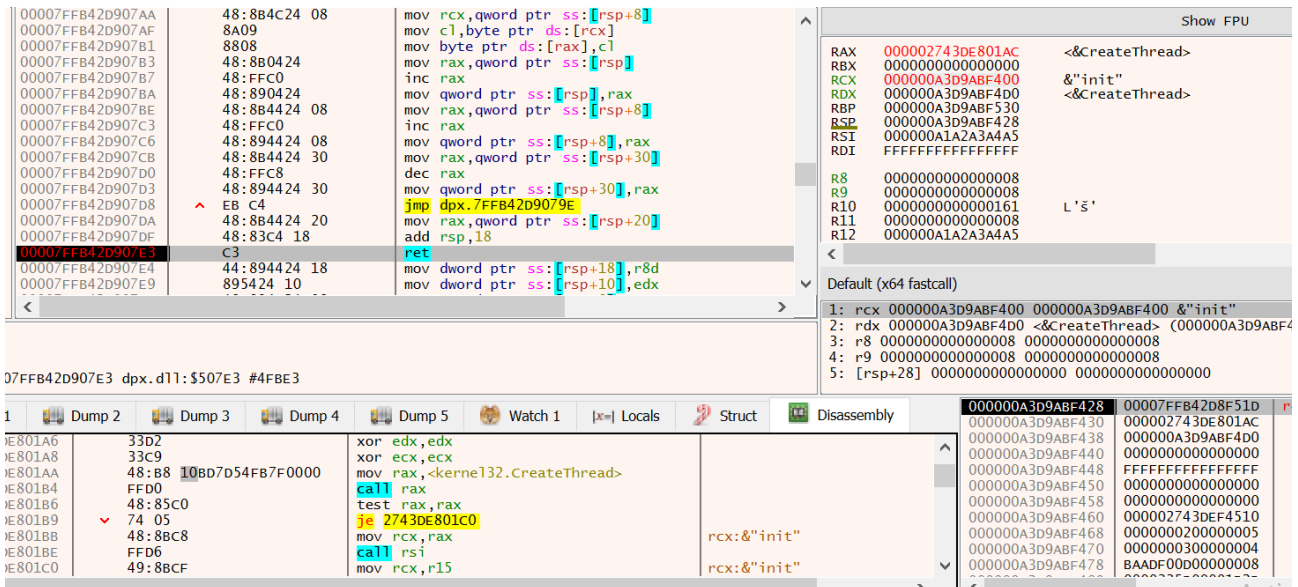 00007FFB42D907AA 48:8B4C24 08 mov rcx,qword ptr ss:[rsp+8]
00007FFB42D907AF 8A09 mov cl,byte ptr ds:[rcx]
00007FFB42D907B1 8808 mov byte ptr ds:[rax],cl
00007FFB42D907B3 48:8B0424 mov rax,qword ptr ss:[rsp]
00007FFB42D907B7 48:FFC0 inc rax
00007FFB42D907BA 48:890424 mov qword ptr ss:[rsp],rax
00007FFB42D907BE 48:8B4424 08 mov rax,qword ptr ss:[rsp+8]
00007FFB42D907C3 48:FFC0 inc rax
00007FFB42D907C6 48:894424 08 mov qword ptr ss:[rsp+8],rax
00007FFB42D907CB 48:8B4424 30 mov rax,qword ptr ss:[rsp+30]
00007FFB42D907D0 48:FFC8 dec rax
00007FFB42D907D3 48:894424 30 mov qword ptr ss:[rsp+30],rax
00007FFB42D907D8 EB C4 jmp dpx.7FFB42D9079E
00007FFB42D907DA 48:8B4424 20 mov rax,qword ptr ss:[rsp+20]
00007FFB42D907DF 48:83C4 18 add rsp,18
00007FFB42D907E3 C3 ret
00007FFB42D907E4 44:894424 18 mov dword ptr ss:[rsp+18],r8d
00007FFB42D907E9 895424 10 mov dword ptr ss:[rsp+10],edx
Show FPU
RAX 000002743DE801AC <&CreateThread>
RBX 0000000000000000
RCX 000000A3D9ABF400 &"init"
RDX 000000A3D9ABF4D0 <&CreateThread>
RBP 000000A3D9ABF530
RSP 000000A3D9ABF428
RSI 000000A1A2A3A4A5
RDI FFFFFFFFFFFFFFFF
R8 0000000000000008
R9 0000000000000008
R10 0000000000000161 L'š'
R11 0000000000000008
R12 000000A1A2A3A4A5
Default (x64 fastcall)
1: rcx 000000A3D9ABF400 000000A3D9ABF400 &"init"
2: rdx 000000A3D9ABF4D0 <&CreateThread> (000000A3D9ABF4
3: r8 0000000000000008 0000000000000008
4: r9 0000000000000008 0000000000000008
5: [rsp+28] 0000000000000000 0000000000000000
07FFB42D907E3 dpx.dll:$507E3 #4FBE3
1 Dump 2 Dump 3 Dump 4 Dump 5 Watch 1 |x=| Locals Struct Disassembly
DE801A6 33D2 xor edx,edx
DE801A8 33C9 xor ecx,ecx
DE801AA 48:B8 10BD7D54FB7F0000 mov rax,<kernel32.CreateThread>
DE801B4 FFD0 call rax
DE801B6 48:85C0 test rax,rax
DE801B9 74 05 je 2743DE801C0
DE801BB 48:8BC8 mov rcx,rax rcx:&"init"
DE801BE FFD6 call rsi
DE801C0 49:8BCF mov rcx,r15 rcx:&"init"
000000A3D9ABF428 00007FFB42D8F51D r
000000A3D9ABF430 000002743DE801AC
000000A3D9ABF438 000000A3D9ABF4D0
000000A3D9ABF440 0000000000000000
000000A3D9ABF448 FFFFFFFFFFFFFFFF
000000A3D9ABF450 0000000000000000
000000A3D9ABF458 0000000000000000
000000A3D9ABF460 000002743DEF4510
000000A3D9ABF468 0000000200000005
000000A3D9ABF470 0000000300000004
000000A3D9ABF478 BAADF00D00000008